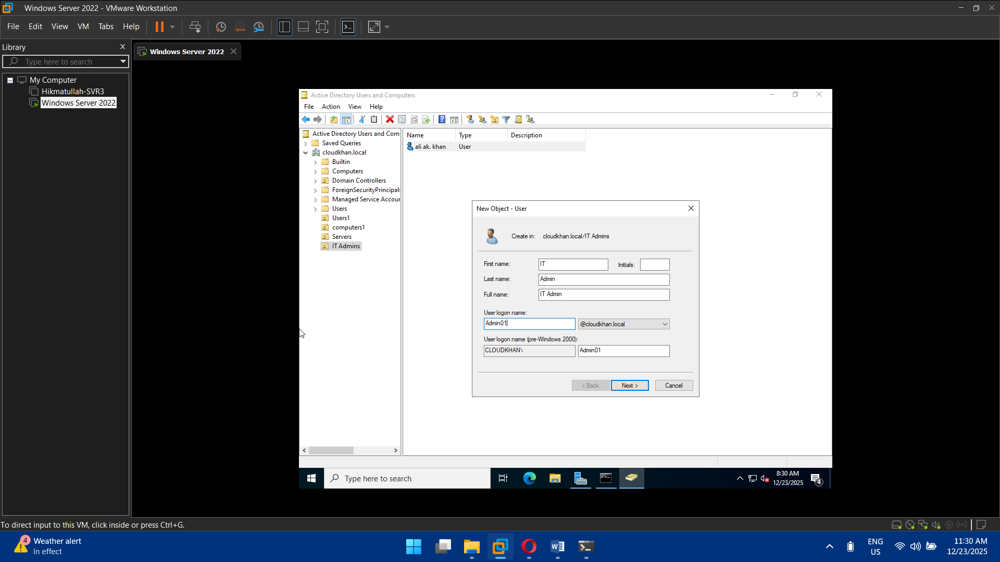 Windows Server 2022 - VMware Workstation
File Edit View VM Tabs Help
Library
Type here to search
My Computer
Hikmatullah-SVR3
Windows Server 2022
Windows Server 2022
Active Directory Users and Computers
File Action View Help
Active Directory Users and Com
Saved Queries
cloudkhan.local
Builtin
Computers
Domain Controllers
ForeignSecurityPrincipals
Managed Service Accour
Users
Users1
computers1
Servers
IT Admins
Name Type Description
ali ak. khan User
New Object - User
Create in: cloudkhan.local/IT Admins
First name: IT Initials:
Last name: Admin
Full name: IT Admin
User logon name:
Admin01 @cloudkhan.local
User logon name (pre-Windows 2000):
CLOUDKHAN\ Admin01
< Back Next > Cancel
Type here to search
8:30 AM
12/23/2025
4
To direct input to this VM, click inside or press Ctrl+G.
4
Weather alert
In effect
ENG
US
11:30 AM
12/23/2025